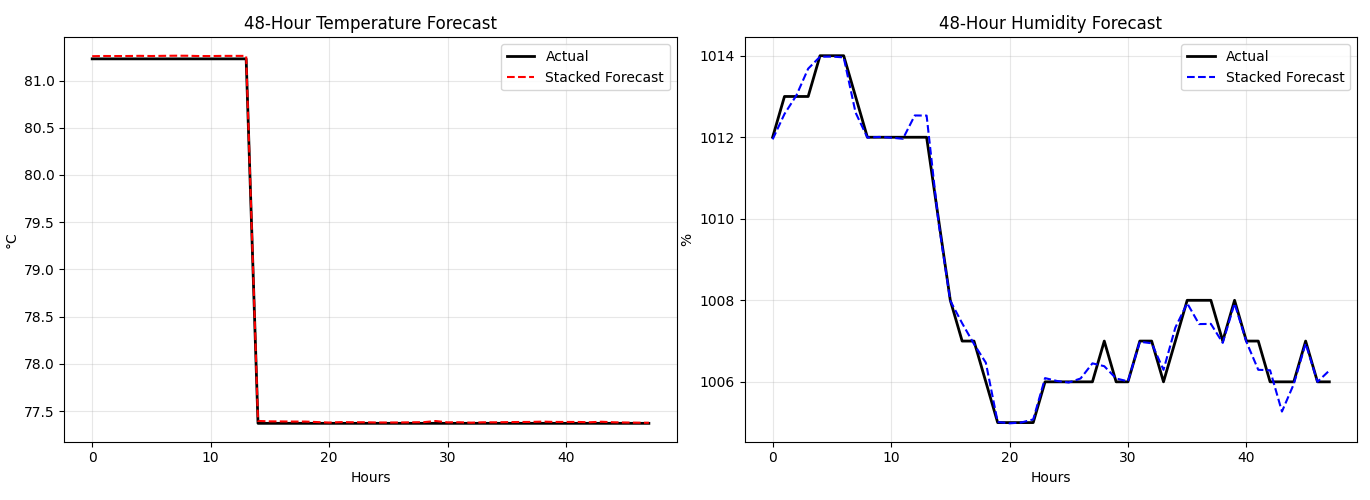 48-Hour Temperature Forecast
Actual
Stacked Forecast
°C
81.0
80.5
80.0
79.5
79.0
78.5
78.0
77.5
0 10 20 30 40
Hours
48-Hour Humidity Forecast
Actual
Stacked Forecast
%
1014
1012
1010
1008
1006
0 10 20 30 40
Hours